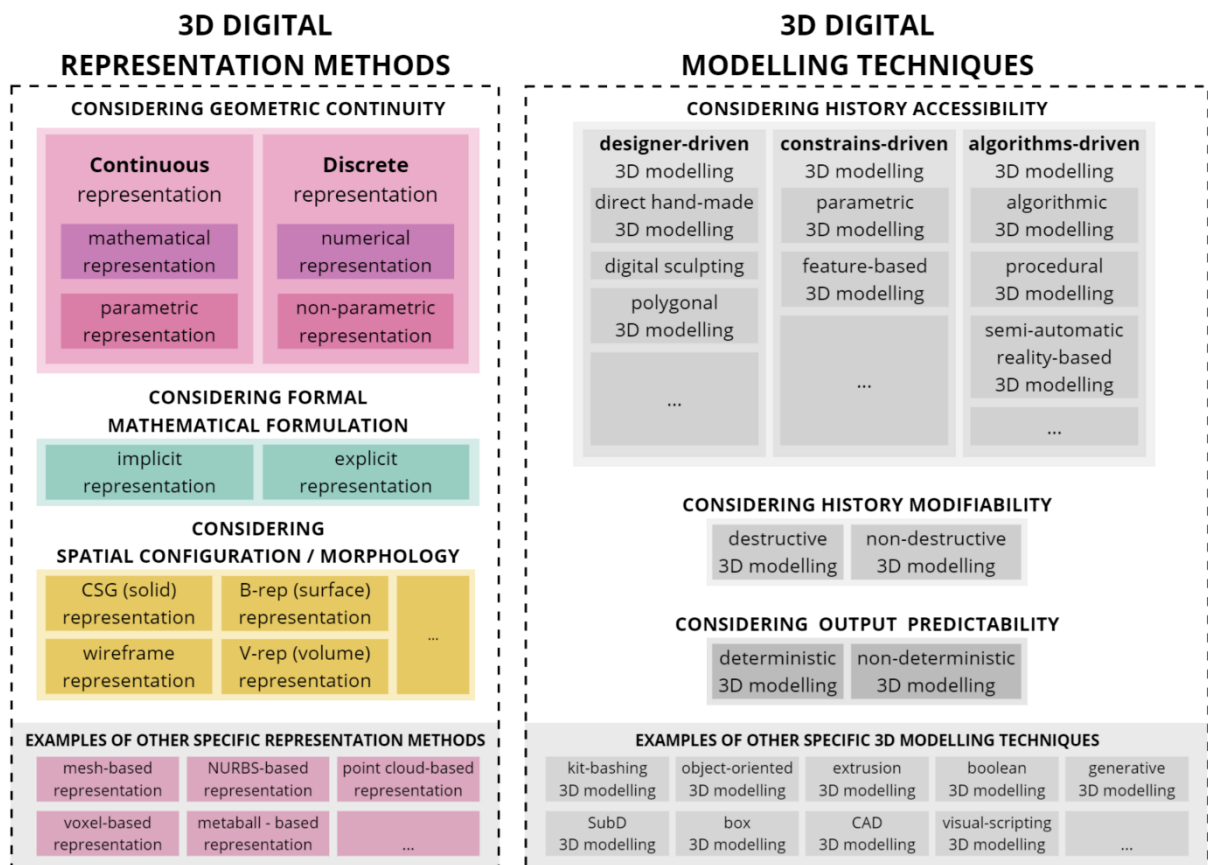 3D DIGITAL
REPRESENTATION METHODS
CONSIDERING GEOMETRIC CONTINUITY
Continuous
representation
mathematical
representation
parametric
representation
Discrete
representation
numerical
representation
non-parametric
representation
CONSIDERING FORMAL
MATHEMATICAL FORMULATION
implicit
representation
explicit
representation
CONSIDERING
SPATIAL CONFIGURATION / MORPHOLOGY
CSG (solid)
representation
B-rep (surface)
representation
wireframe
representation
V-rep (volume)
representation
...
EXAMPLES OF OTHER SPECIFIC REPRESENTATION METHODS
mesh-based
representation
NURBS-based
representation
point cloud-based
representation
voxel-based
representation
metaball - based
representation
...
3D DIGITAL
MODELLING TECHNIQUES
CONSIDERING HISTORY ACCESSIBILITY
designer-driven
3D modelling
direct hand-made
3D modelling
digital sculpting
polygonal
3D modelling
...
constrains-driven
3D modelling
parametric
3D modelling
feature-based
3D modelling
...
algorithms-driven
3D modelling
algorithmic
3D modelling
procedural
3D modelling
semi-automatic
reality-based
3D modelling
...
CONSIDERING HISTORY MODIFIABILITY
destructive
3D modelling
non-destructive
3D modelling
CONSIDERING OUTPUT PREDICTABILITY
deterministic
3D modelling
non-deterministic
3D modelling
EXAMPLES OF OTHER SPECIFIC 3D MODELLING TECHNIQUES
kit-bashing
3D modelling
object-oriented
3D modelling
extrusion
3D modelling
boolean
3D modelling
generative
3D modelling
SubD
3D modelling
box
3D modelling
CAD
3D modelling
visual-scripting
3D modelling
...